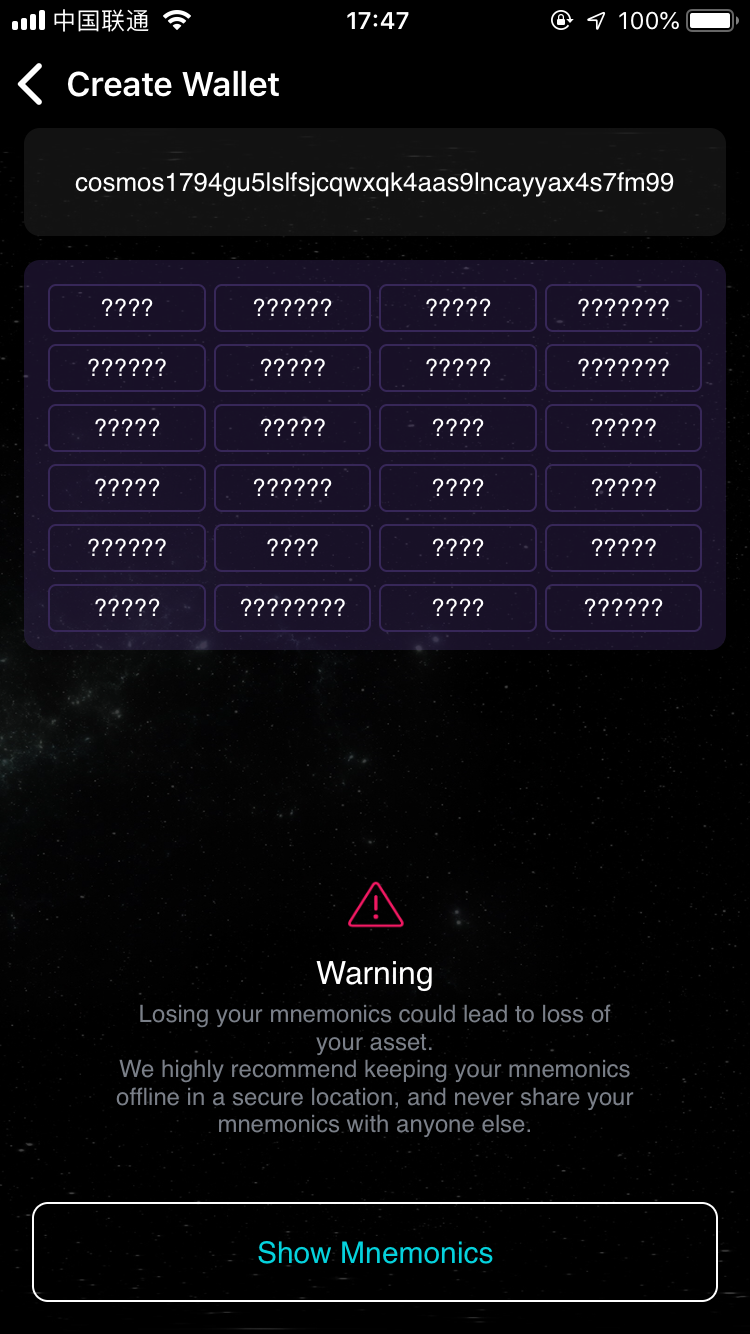 中国联通 17:47 100%
Create Wallet
cosmos1794gu5lslfsjcqwxqk4aas9lncayyax4s7fm99
???? ?????? ????? ???????
?????? ????? ????? ???????
????? ????? ???? ?????
????? ?????? ???? ?????
?????? ???? ???? ?????
????? ???????? ???? ??????
Warning
Losing your mnemonics could lead to loss of
your asset.
We highly recommend keeping your mnemonics
offline in a secure location, and never share your
mnemonics with anyone else.
Show Mnemonics